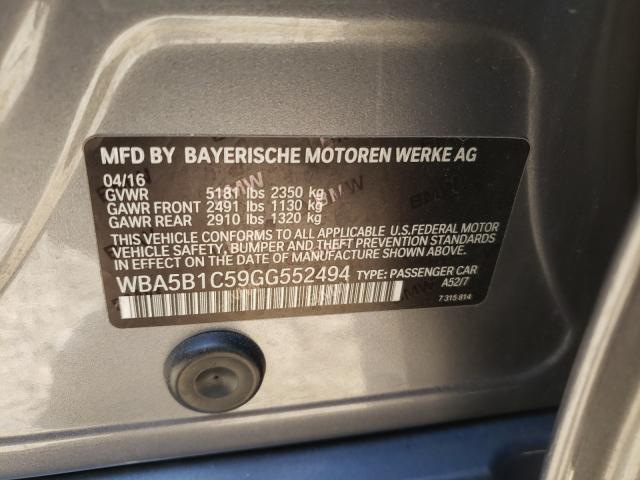 MFD BY BAYERISCHE MOTOREN WERKE AG
04/16
GVWR 5181 lbs 2350 kg
GAWR FRONT 2491 lbs 1130 kg
GAWR REAR 2910 lbs 1320 kg
THIS VEHICLE CONFORMS TO ALL APPLICABLE U.S.FEDERAL MOTOR
VEHICLE SAFETY, BUMPER AND THEFT PREVENTION STANDARDS
IN EFFECT ON THE DATE OF MANUFACTURE SHOWN ABOVE.
WBA5B1C59GG552494 TYPE: PASSENGER CAR
A52/7
7 315 814